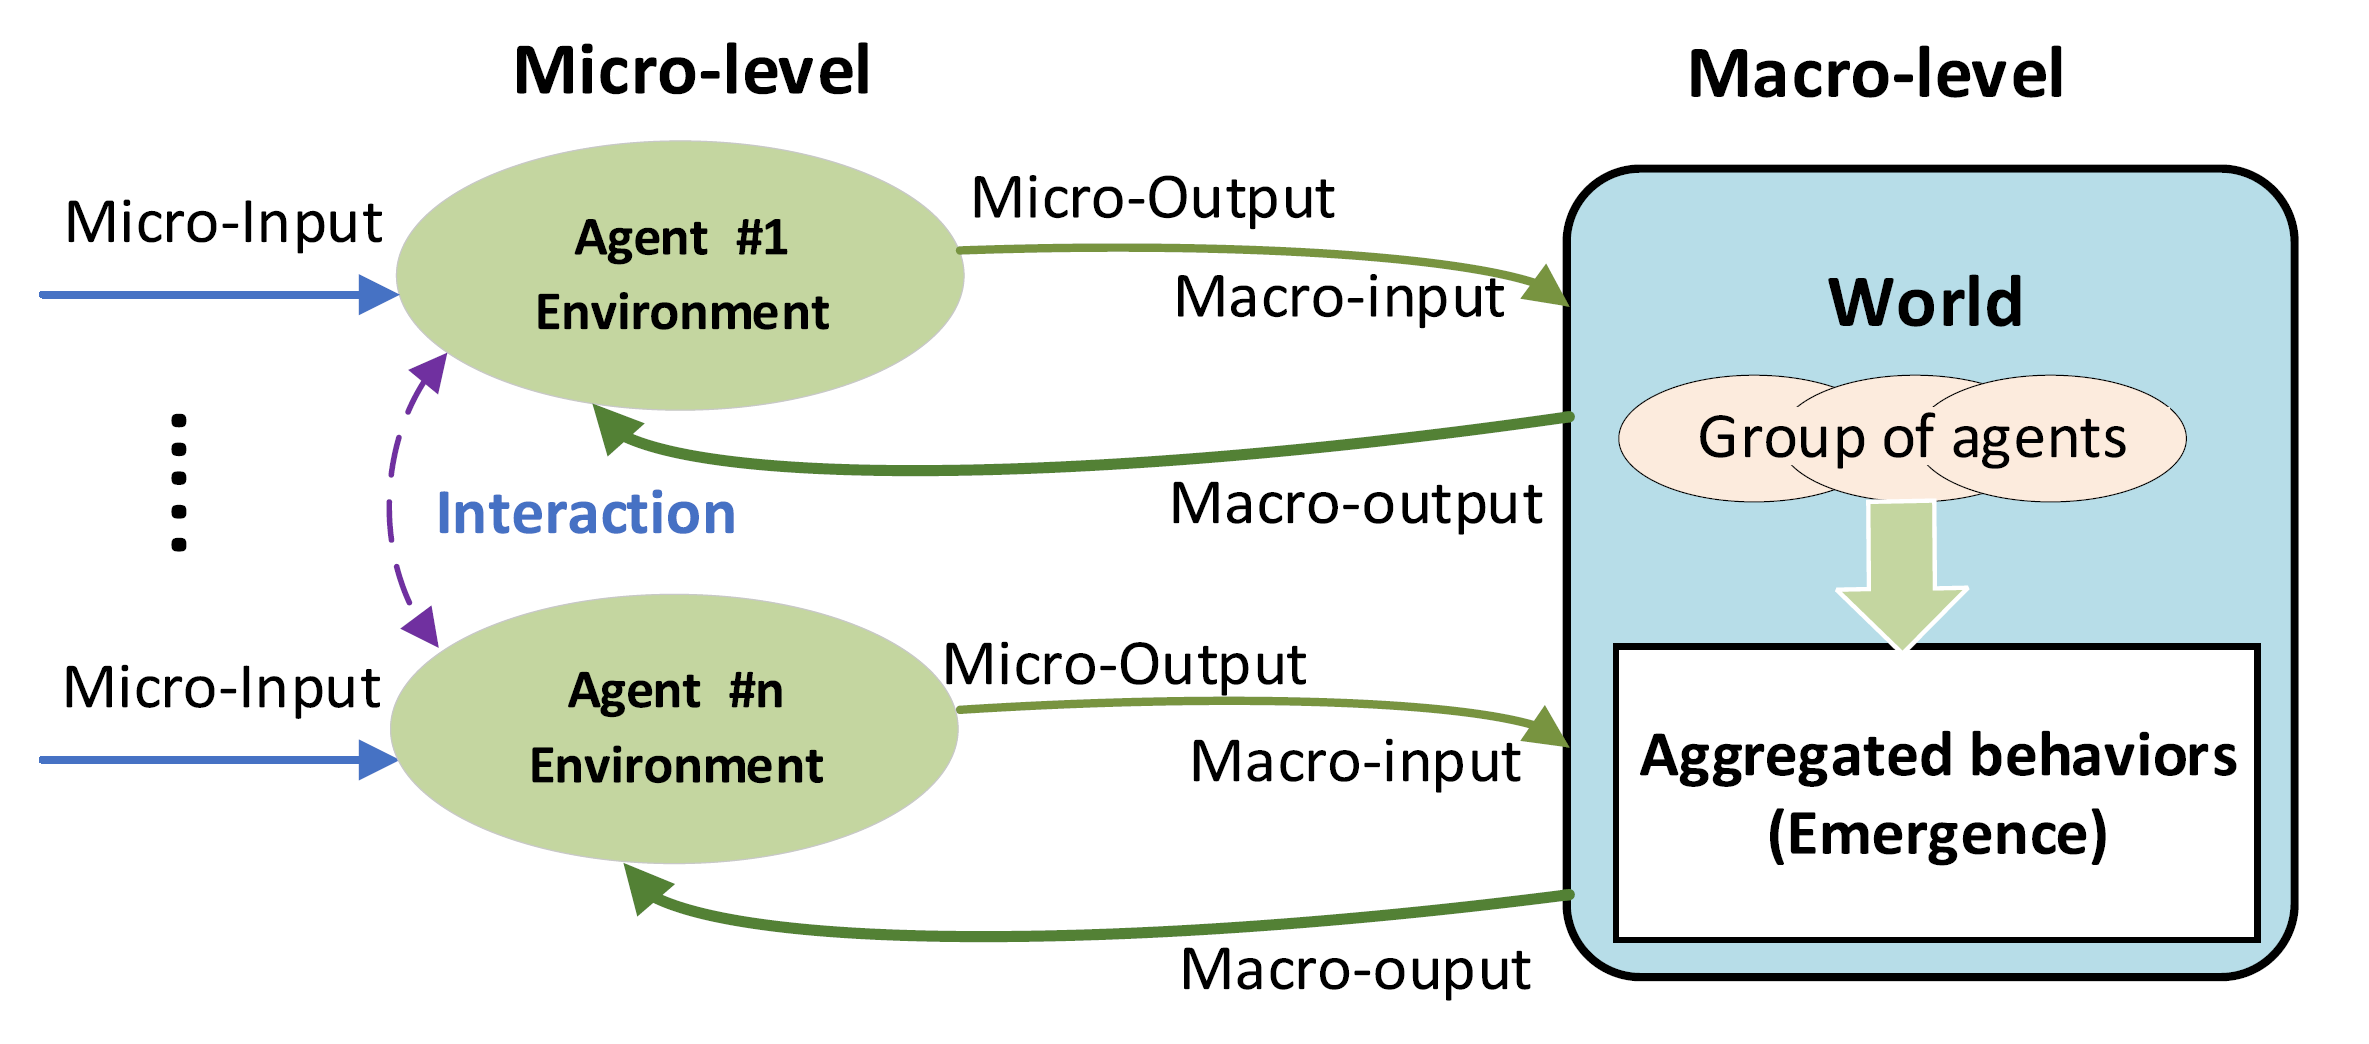 Micro-level
Macro-level
Micro-Input
Agent #1
Environment
Micro-Output
Macro-input
World
Group of agents
Macro-output
Interaction
Micro-Input
Agent #n
Environment
Micro-Output
Macro-input
Aggregated behaviors
(Emergence)
Macro-ouput